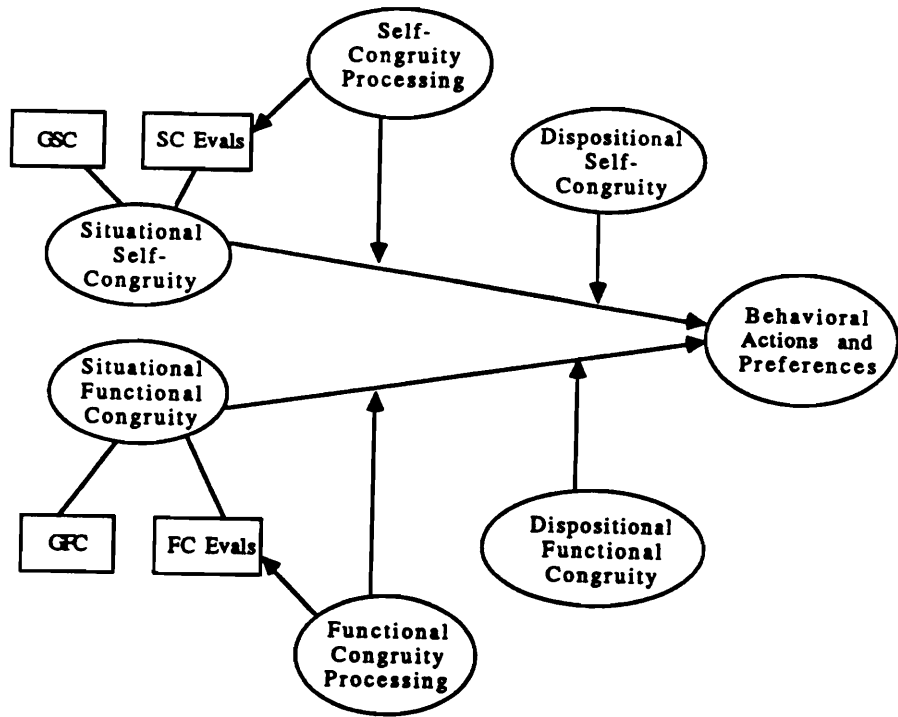 Self-
Congruity
Processing
GSC
SC Evals
Dispositional
Self-
Congruity
Situational
Self-
Congruity
Behavioral
Actions and
Preferences
Situational
Functional
Congruity
GFC
FC Evals
Dispositional
Functional
Congruity
Functional
Congruity
Processing